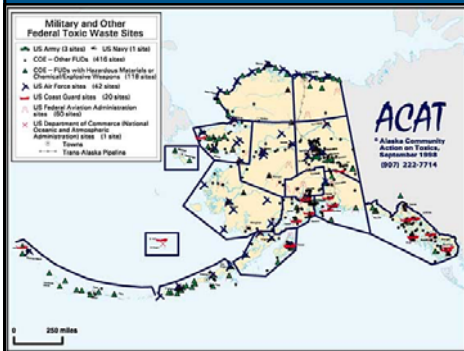 Military and Other
Federal Toxic Waste Sites
US Army (3 sites) US Navy (1 site)
COE - Other FUDs (416 sites)
COE - FUDs with Hazardous Materials or
Chemical/Explosive Weapons (118 sites)
US Air Force sites (42 sites)
US Coast Guard sites (20 sites)
US Federal Aviation Administration
sites (60 sites)
US Department of Commerce (National
Oceanic and Atmospheric
Administration) sites (1 site)
Towns
Trans-Alaska Pipeline
ACAT
Alaska Community
Action on Toxics,
September 1998
(907) 222-7714
0 250 miles